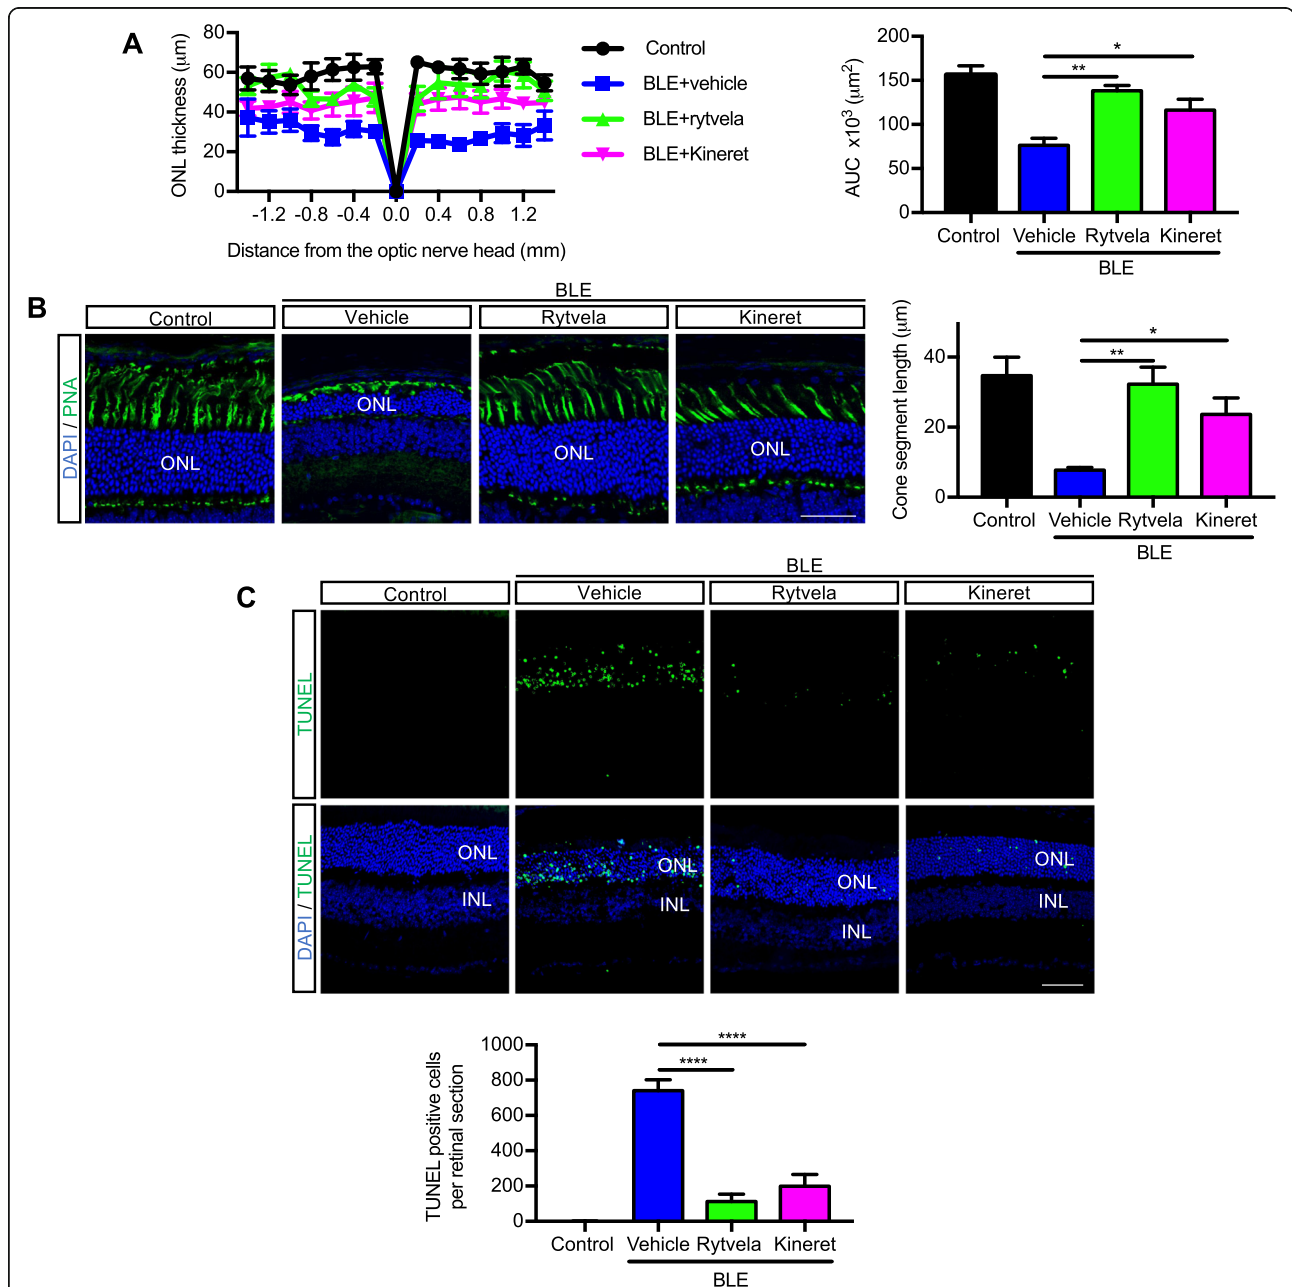 A
ONL thickness (µm)
80
60
40
20
0
-1.2 -0.8 -0.4 0.0 0.4 0.8 1.2
Distance from the optic nerve head (mm)
Control
BLE+vehicle
BLE+rytvela
BLE+Kineret
AUC x10³ (µm²)
200
150
100
50
0
*
**
Control Vehicle Rytvela Kineret
BLE
B
BLE
Control Vehicle Rytvela Kineret
DAPI / PNA
ONL ONL ONL ONL
Cone segment length (µm)
40
20
0
*
**
Control Vehicle Rytvela Kineret
BLE
C
BLE
Control Vehicle Rytvela Kineret
TUNEL
DAPI / TUNEL
ONL ONL ONL ONL
INL INL INL INL
TUNEL positive cells
per retinal section
1000
800
600
400
200
0
****
****
Control Vehicle Rytvela Kineret
BLE